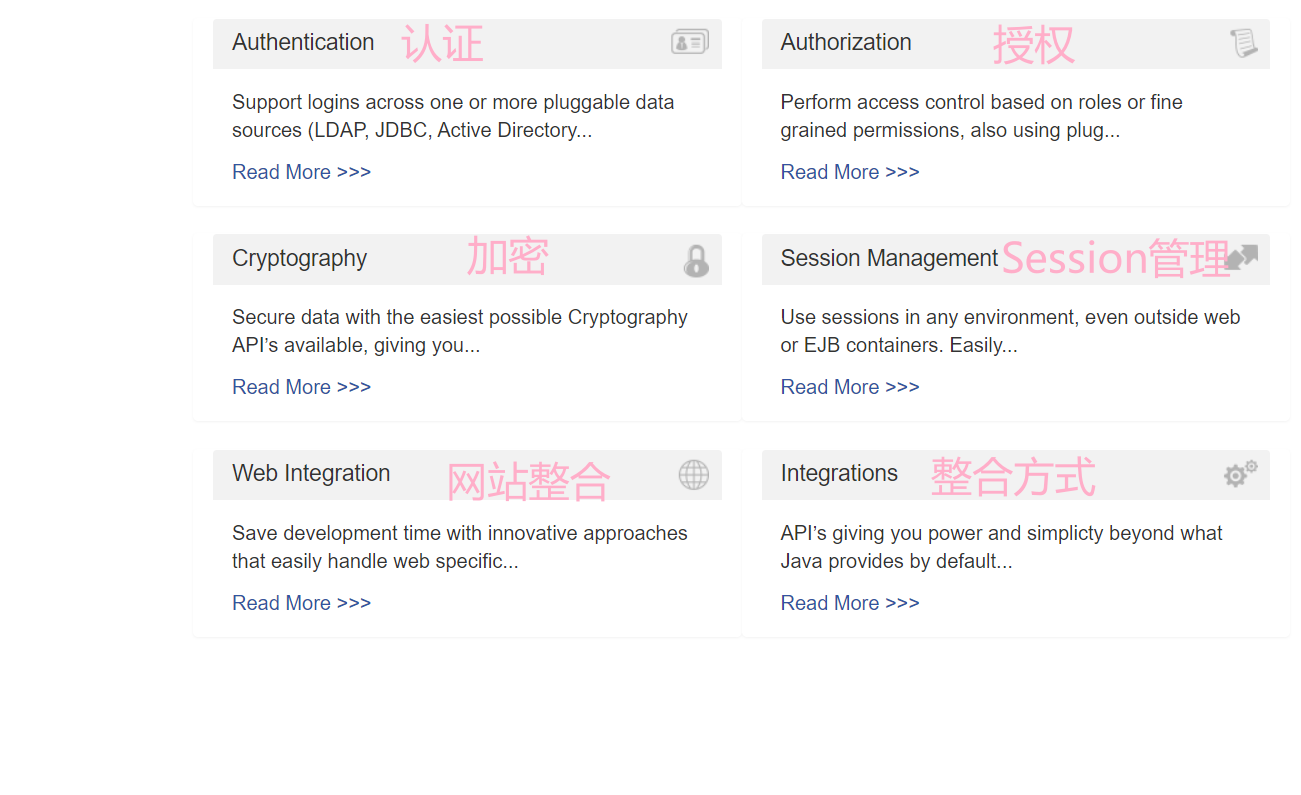 Authentication 认证
Support logins across one or more pluggable data
sources (LDAP, JDBC, Active Directory...
Read More >>>
Authorization 授权
Perform access control based on roles or fine
grained permissions, also using plug...
Read More >>>
Cryptography 加密
Secure data with the easiest possible Cryptography
API’s available, giving you...
Read More >>>
Session Management Session管理
Use sessions in any environment, even outside web
or EJB containers. Easily...
Read More >>>
Web Integration 网站整合
Save development time with innovative approaches
that easily handle web specific...
Read More >>>
Integrations 整合方式
API’s giving you power and simplicty beyond what
Java provides by default...
Read More >>>